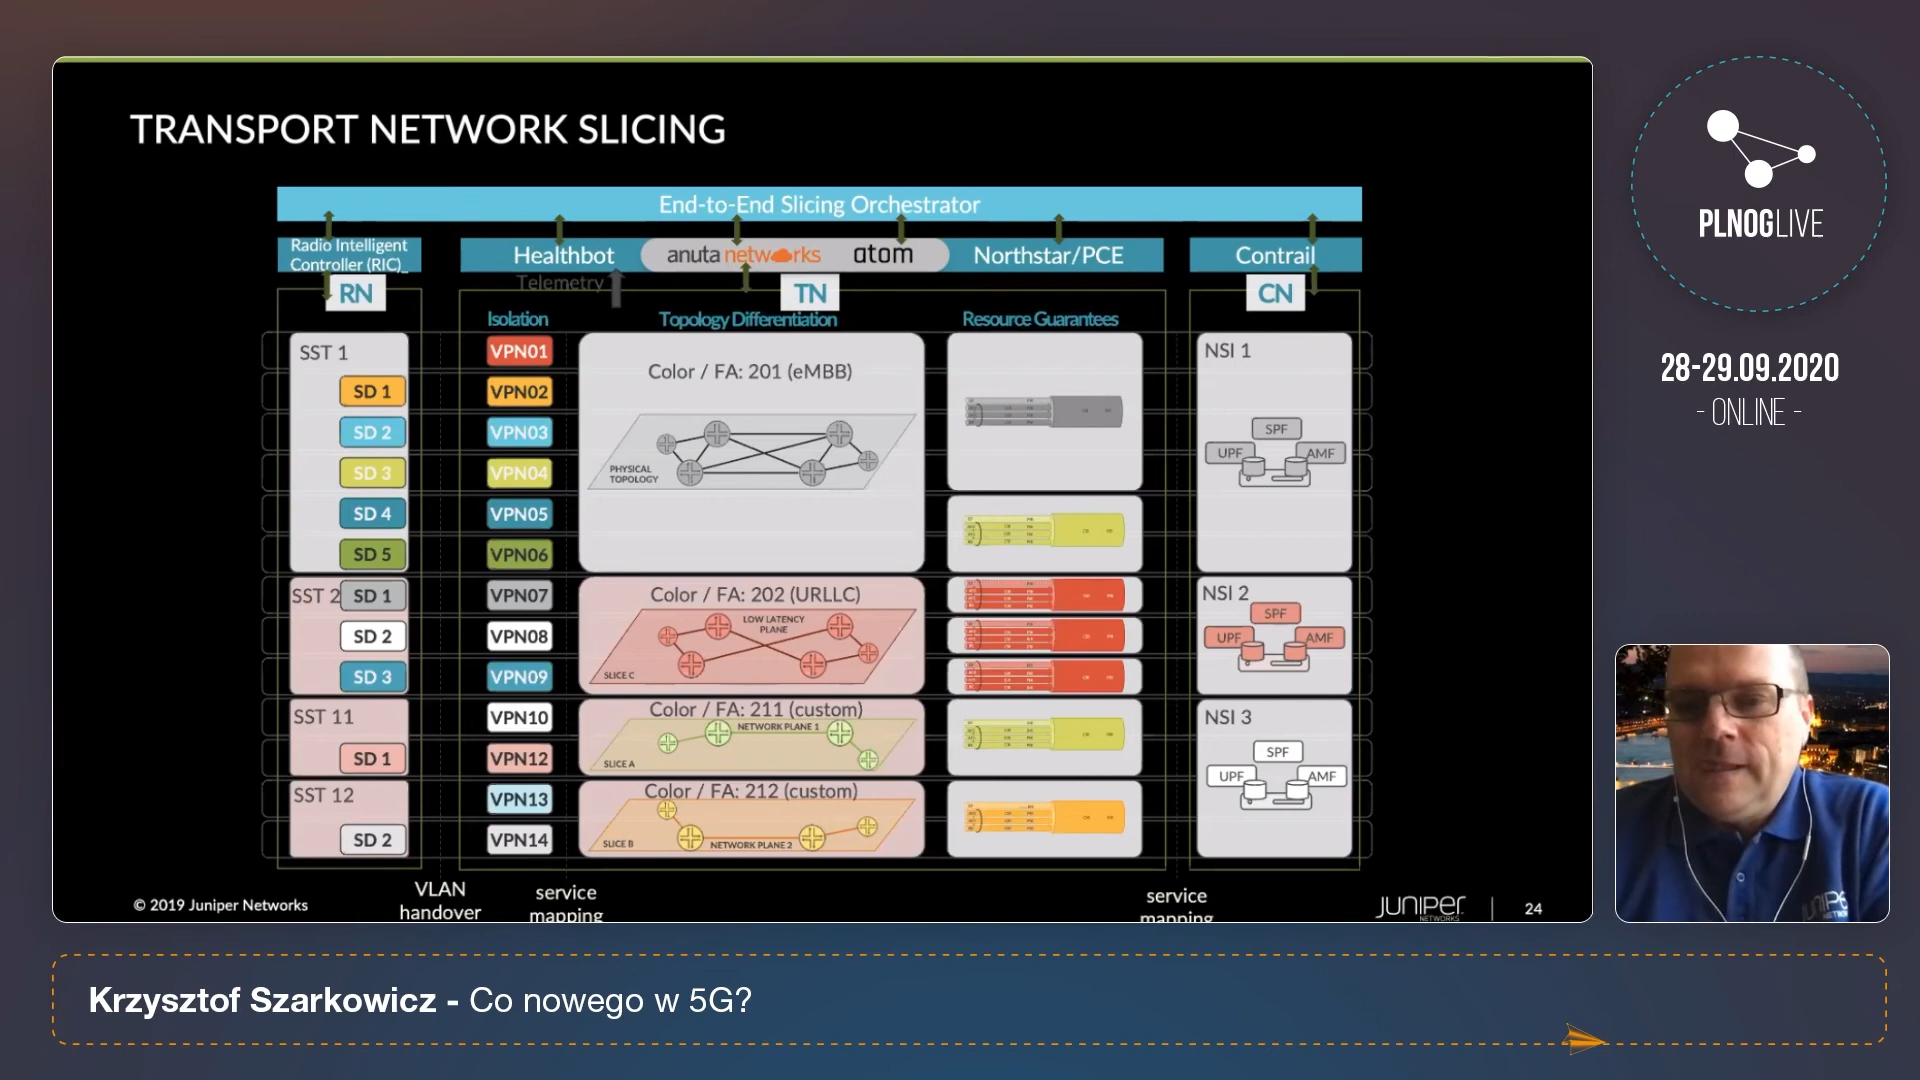 TRANSPORT NETWORK SLICING
End-to-End Slicing Orchestrator
Radio Intelligent
Controller (RIC)_
Healthbot
anuta networks
atom
Northstar/PCE
Contrail
Telemetry
RN
TN
CN
Isolation
Topology Differentiation
Resource Guarantees
SST 1
SD 1
SD 2
SD 3
SD 4
SD 5
SST 2
SD 1
SD 2
SD 3
SST 11
SD 1
SST 12
SD 2
VPN01
VPN02
VPN03
VPN04
VPN05
VPN06
VPN07
VPN08
VPN09
VPN10
VPN12
VPN13
VPN14
Color / FA: 201 (eMBB)
PHYSICAL
TOPOLOGY
Color / FA: 202 (URLLC)
LOW LATENCY
PLANE
SLICE C
Color / FA: 211 (custom)
NETWORK PLANE 1
SLICE A
Color / FA: 212 (custom)
SLICE B
NETWORK PLANE 2
NSI 1
SPF
UPF
AMF
NSI 2
SPF
UPF
AMF
NSI 3
SPF
UPF
AMF
VLAN
handover
service
mapping
service
mapping
© 2019 Juniper Networks
JUNIPER
NETWORKS
24
PLNOGLIVE
28-29.09.2020
- ONLINE -
Krzysztof Szarkowicz - Co nowego w 5G?